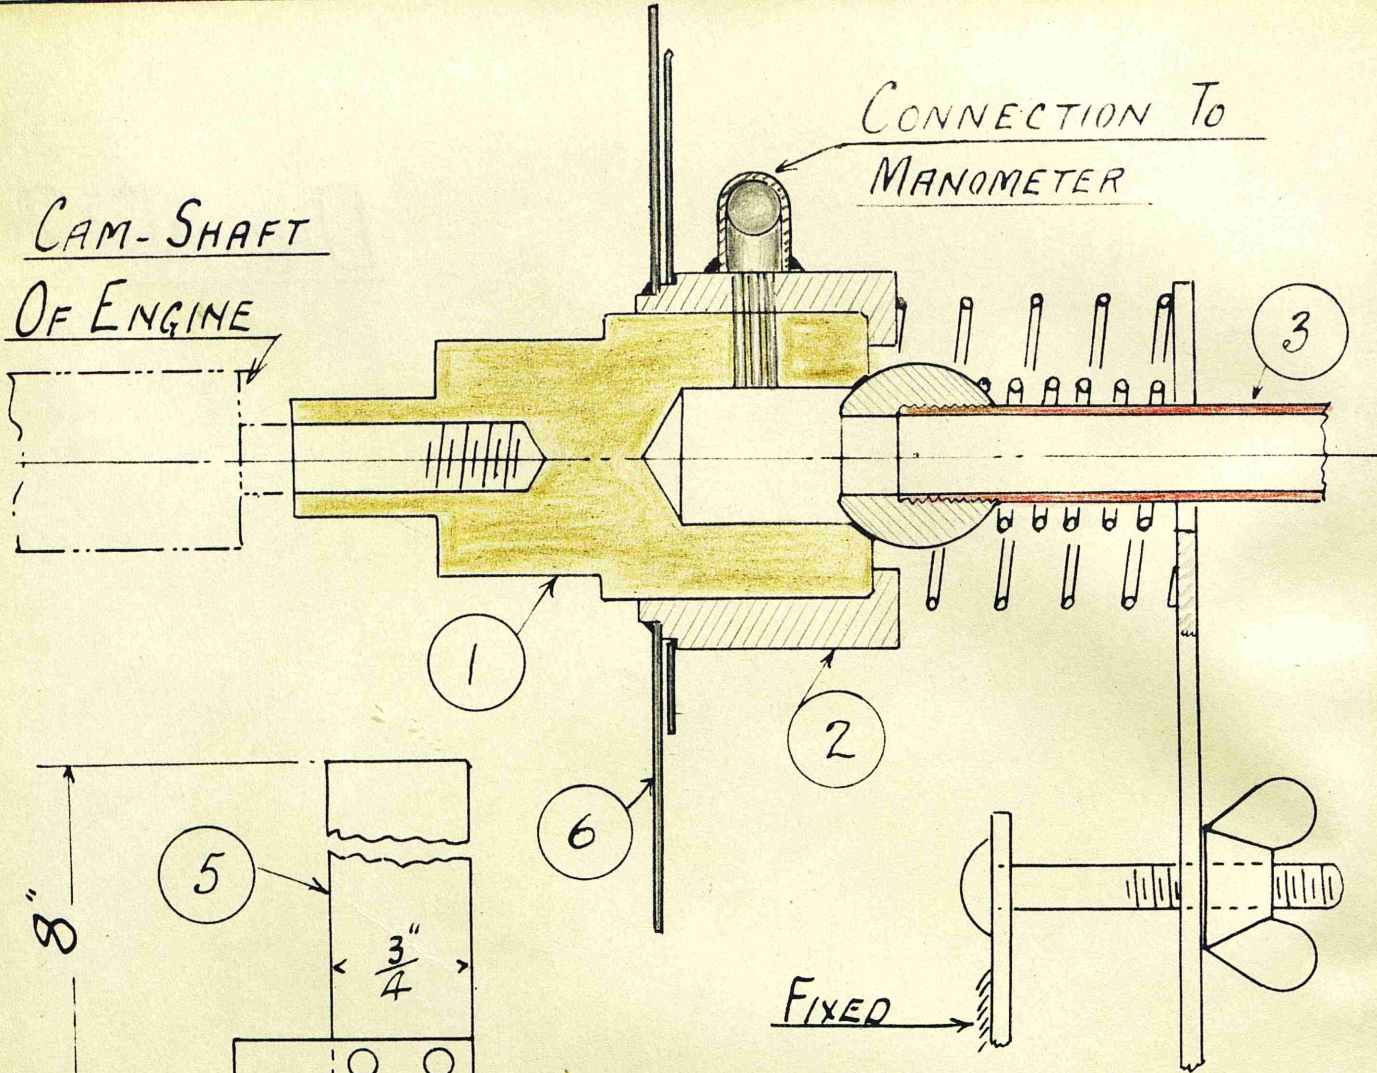 CONNECTION TO
MANOMETER
CAM-SHAFT
OF ENGINE
3
1
2
6
5
8"
3"
4
FIXED